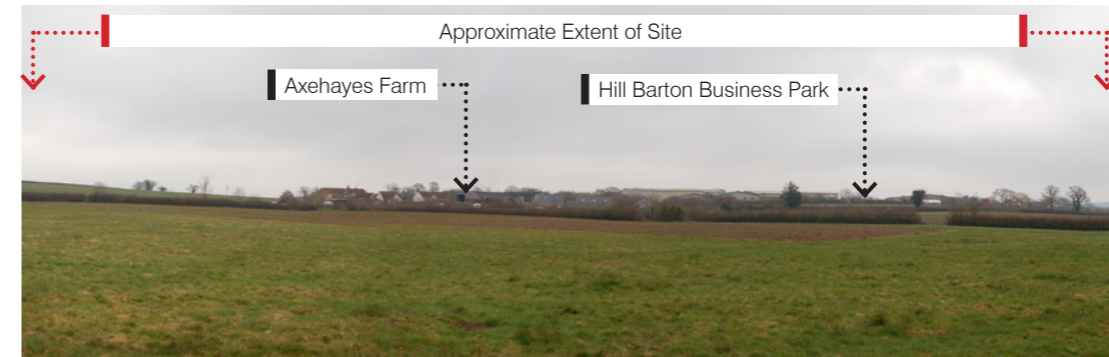 Approximate Extent of Site
Axehayes Farm
Hill Barton Business Park